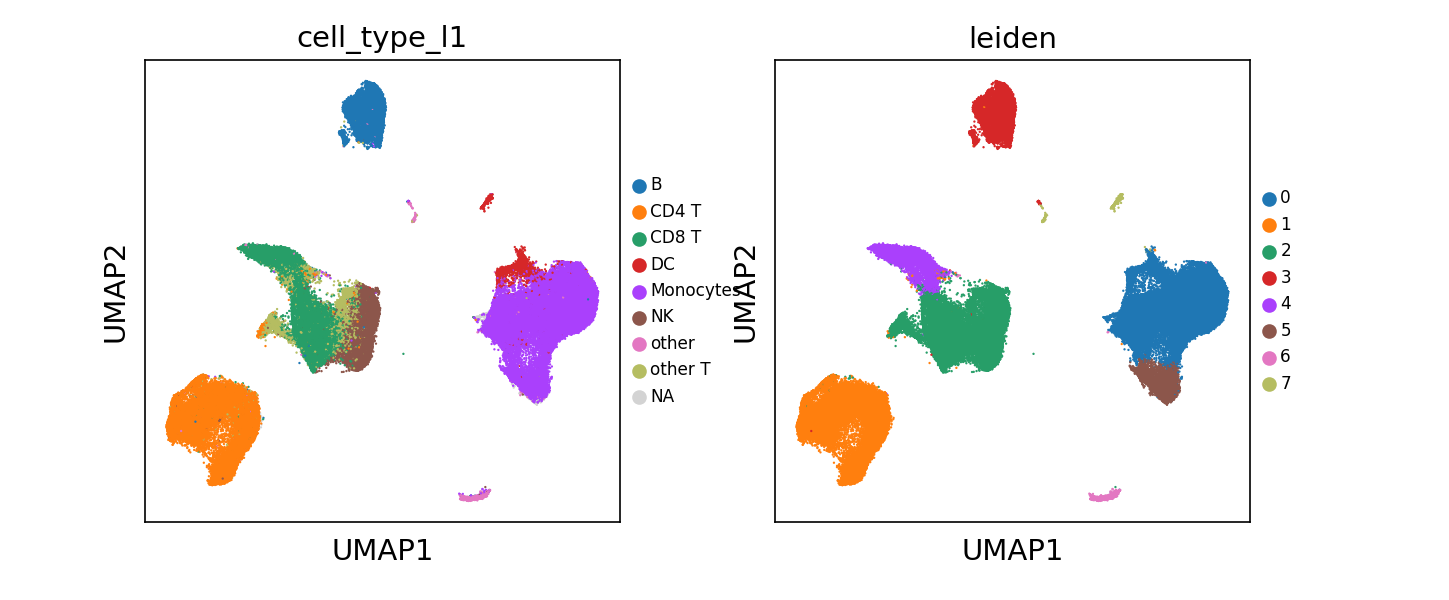 cell_type_l1
UMAP2
UMAP1
B
CD4 T
CD8 T
DC
Monocytes
NK
other
other T
NA
leiden
UMAP2
UMAP1
0
1
2
3
4
5
6
7